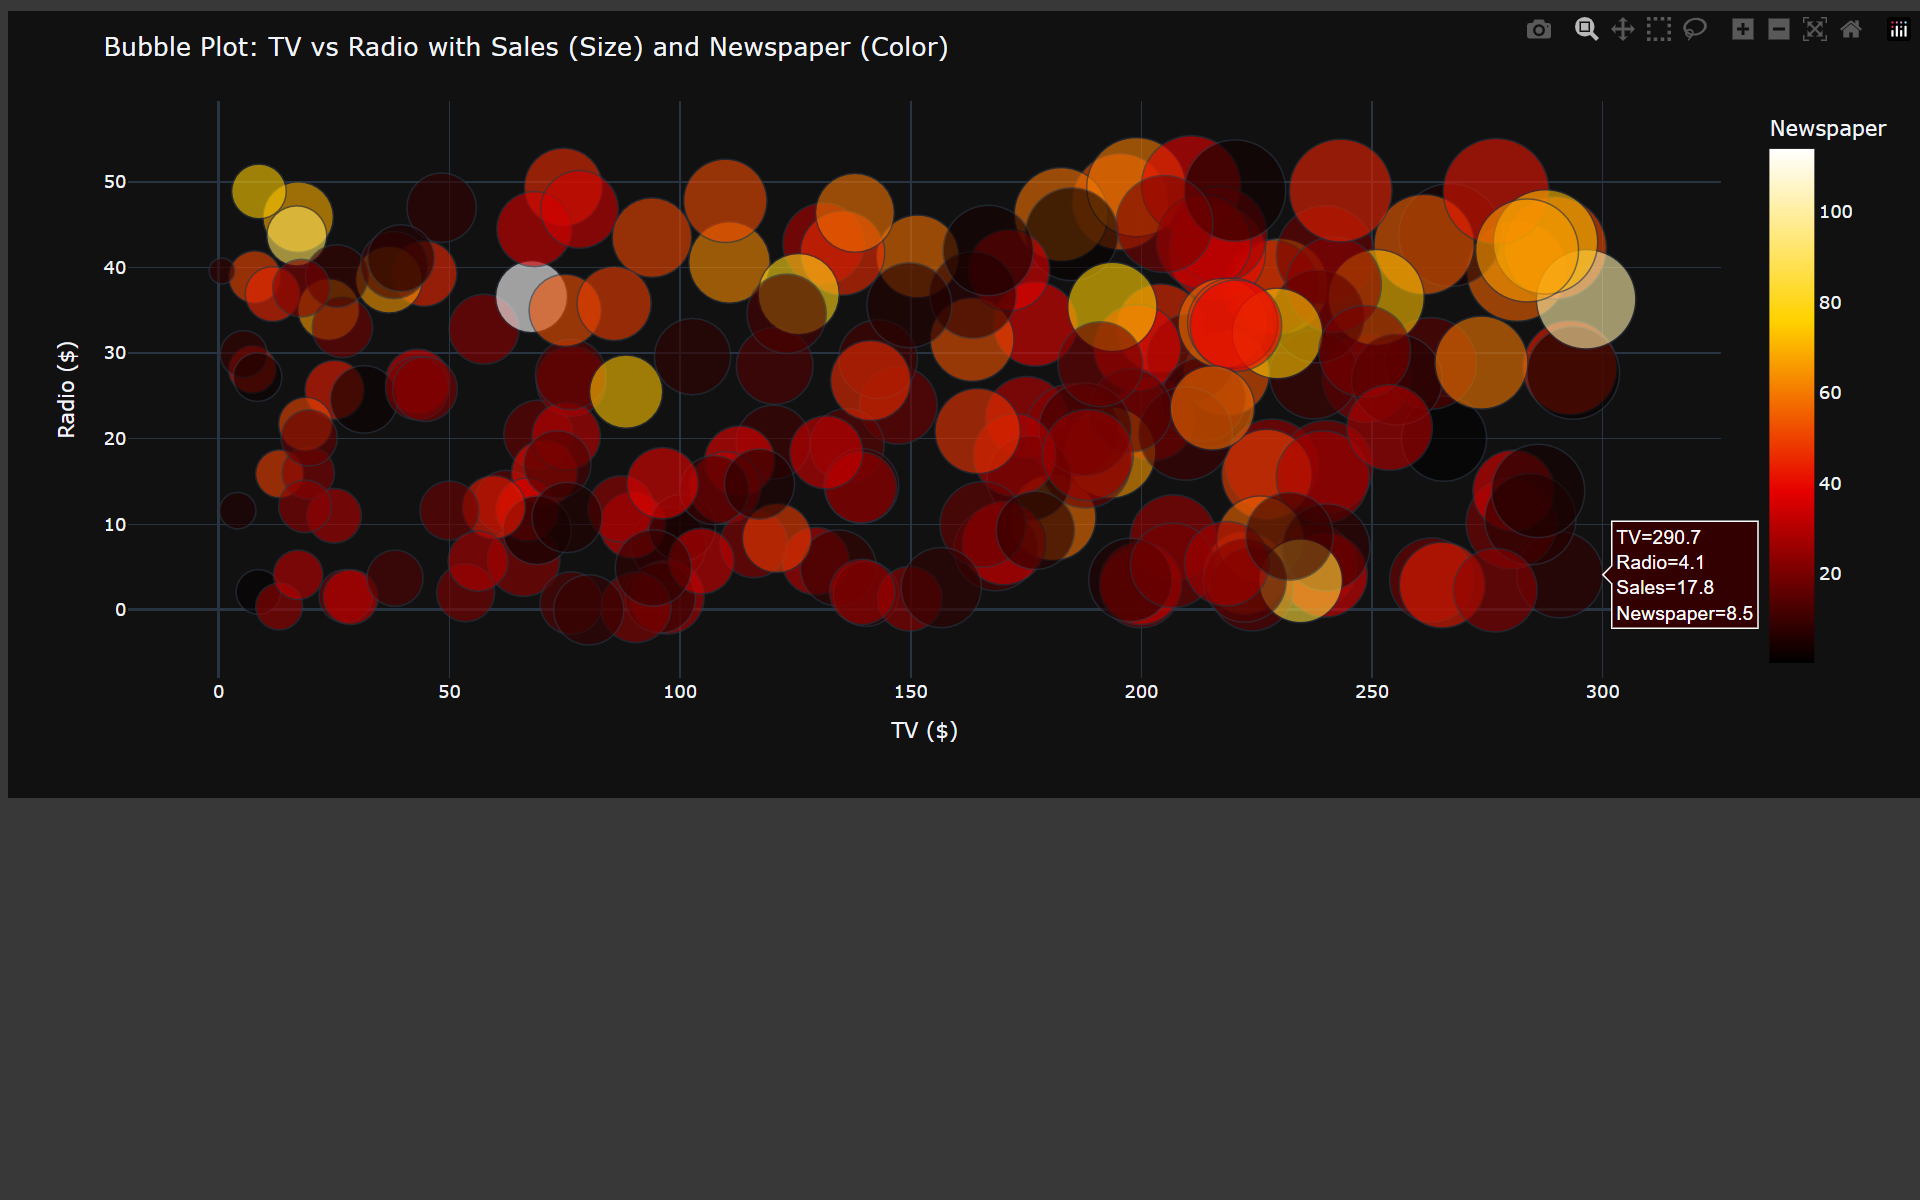 Bubble Plot: TV vs Radio with Sales (Size) and Newspaper (Color)
Newspaper
100
80
60
40
20
50
40
30
20
10
0
Radio ($)
TV=290.7
Radio=4.1
Sales=17.8
Newspaper=8.5
0
50
100
150
200
250
300
TV ($)